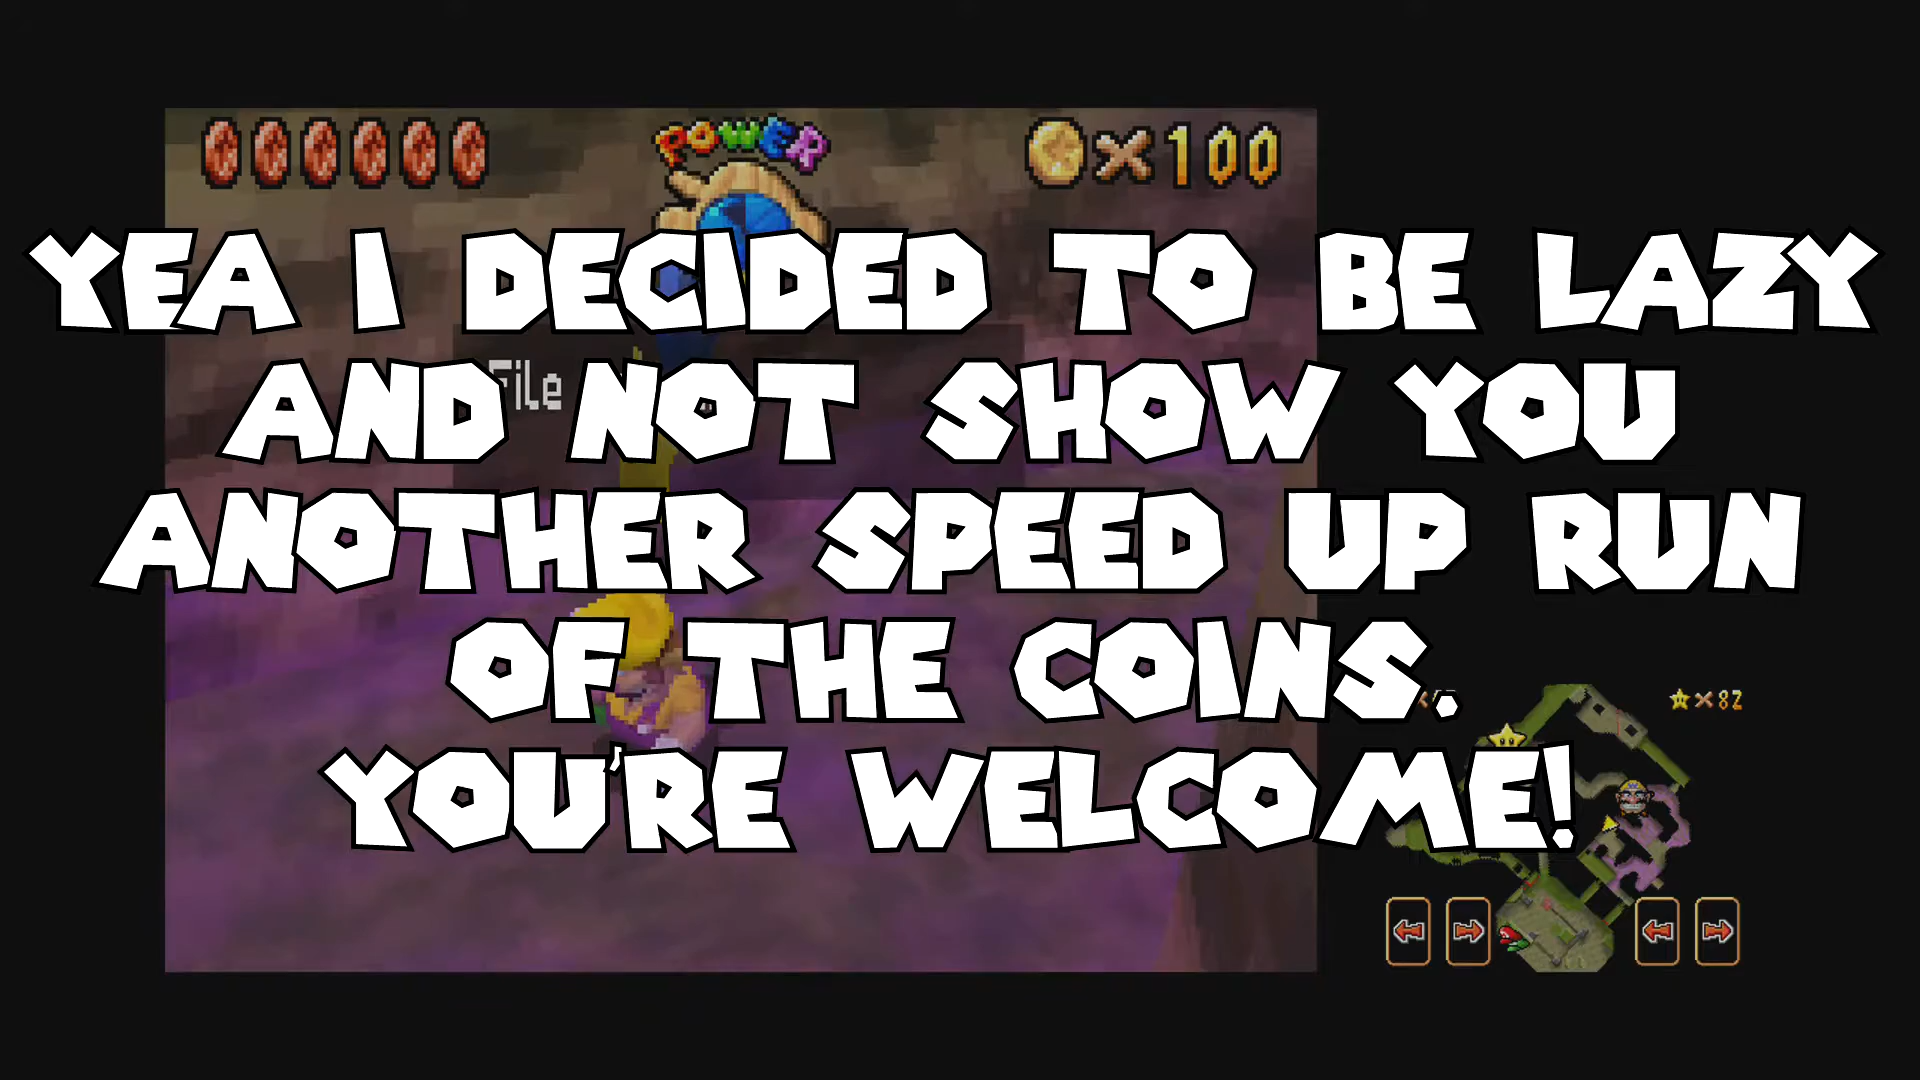 POWER
×100
YEA I DECIDED TO BE LAZY
File
AND NOT SHOW YOU
ANOTHER SPEED UP RUN
OF THE COINS.
×82
YOU'RE WELCOME!